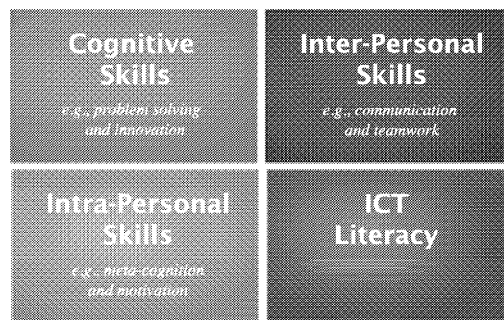 Cognitive
Skills
e.g., problem solving
and innovation
Inter-Personal
Skills
e.g., communication
and teamwork
Intra-Personal
Skills
e.g., meta-cognition
and motivation
ICT
Literacy